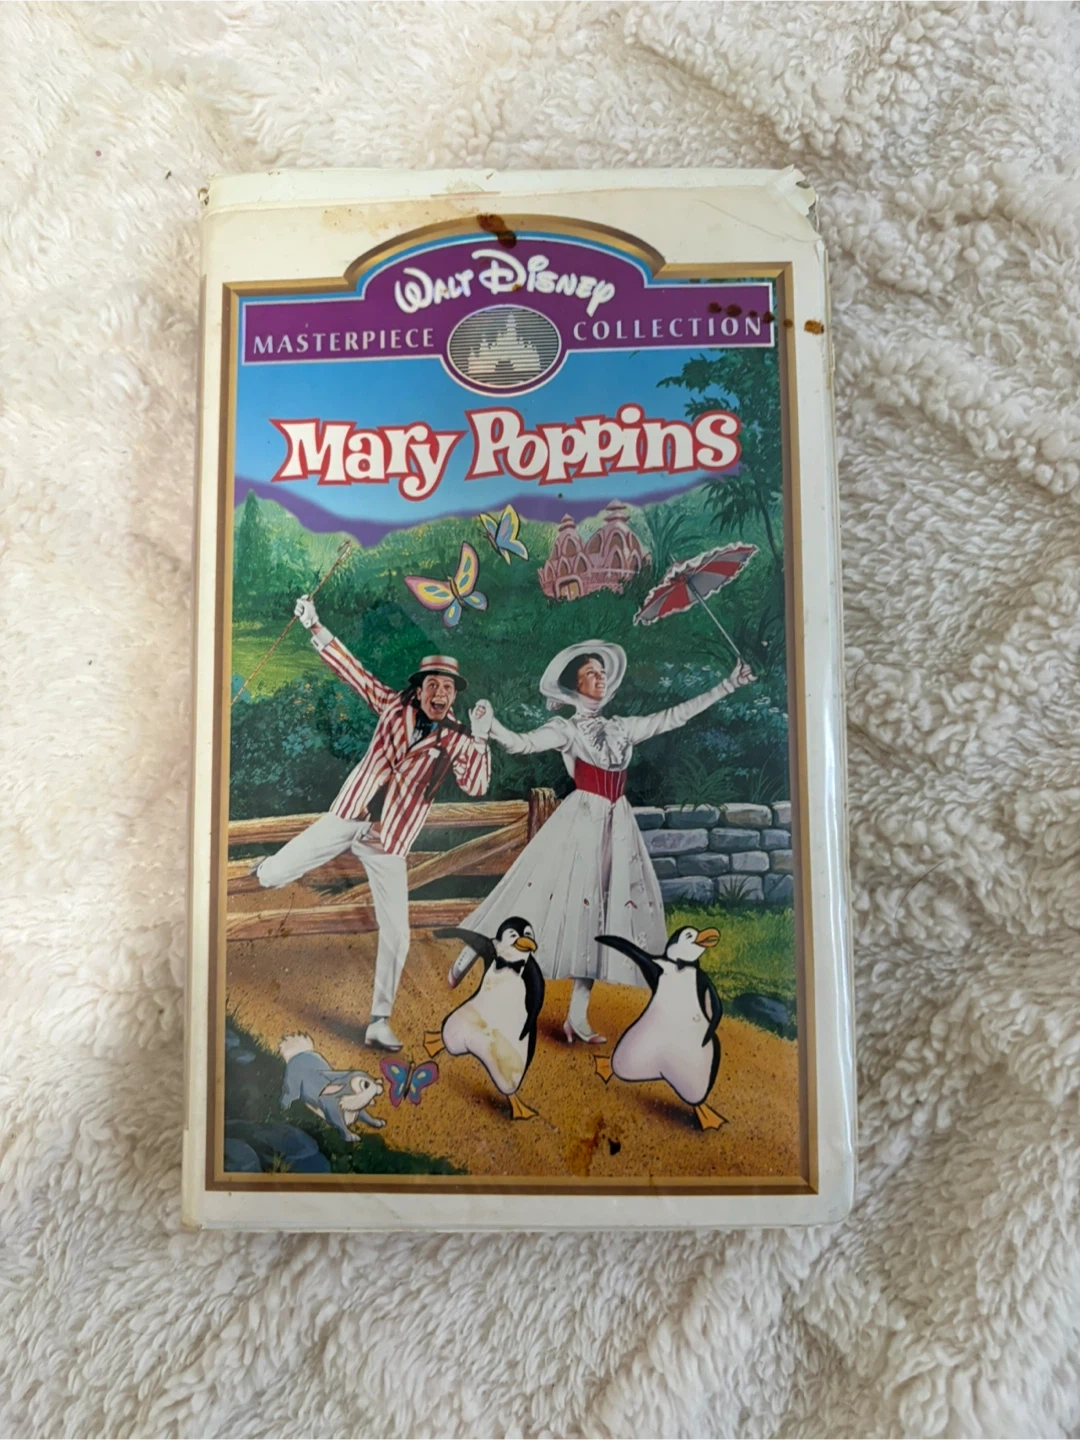 WALT DISNEY
MASTERPIECE COLLECTION
Mary Poppins